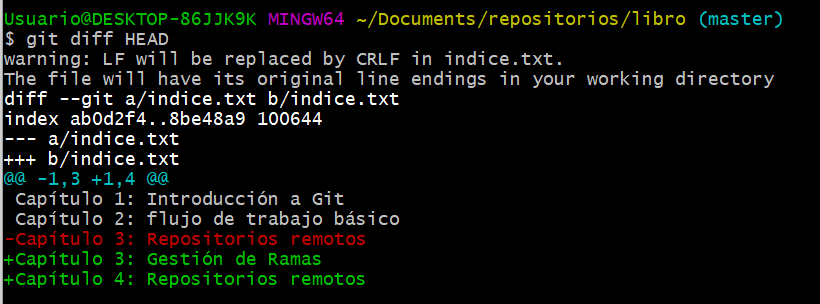 Usuario@DESKTOP-86JJK9K MINGW64 ~/Documents/repositorios/libro (master)
$ git diff HEAD
warning: LF will be replaced by CRLF in indice.txt.
The file will have its original line endings in your working directory
diff --git a/indice.txt b/indice.txt
index ab0d2f4..8be48a9 100644
--- a/indice.txt
+++ b/indice.txt
@@ -1,3 +1,4 @@
 Capítulo 1: Introducción a Git
 Capítulo 2: flujo de trabajo básico
-Capítulo 3: Repositorios remotos
+Capítulo 3: Gestión de Ramas
+Capítulo 4: Repositorios remotos